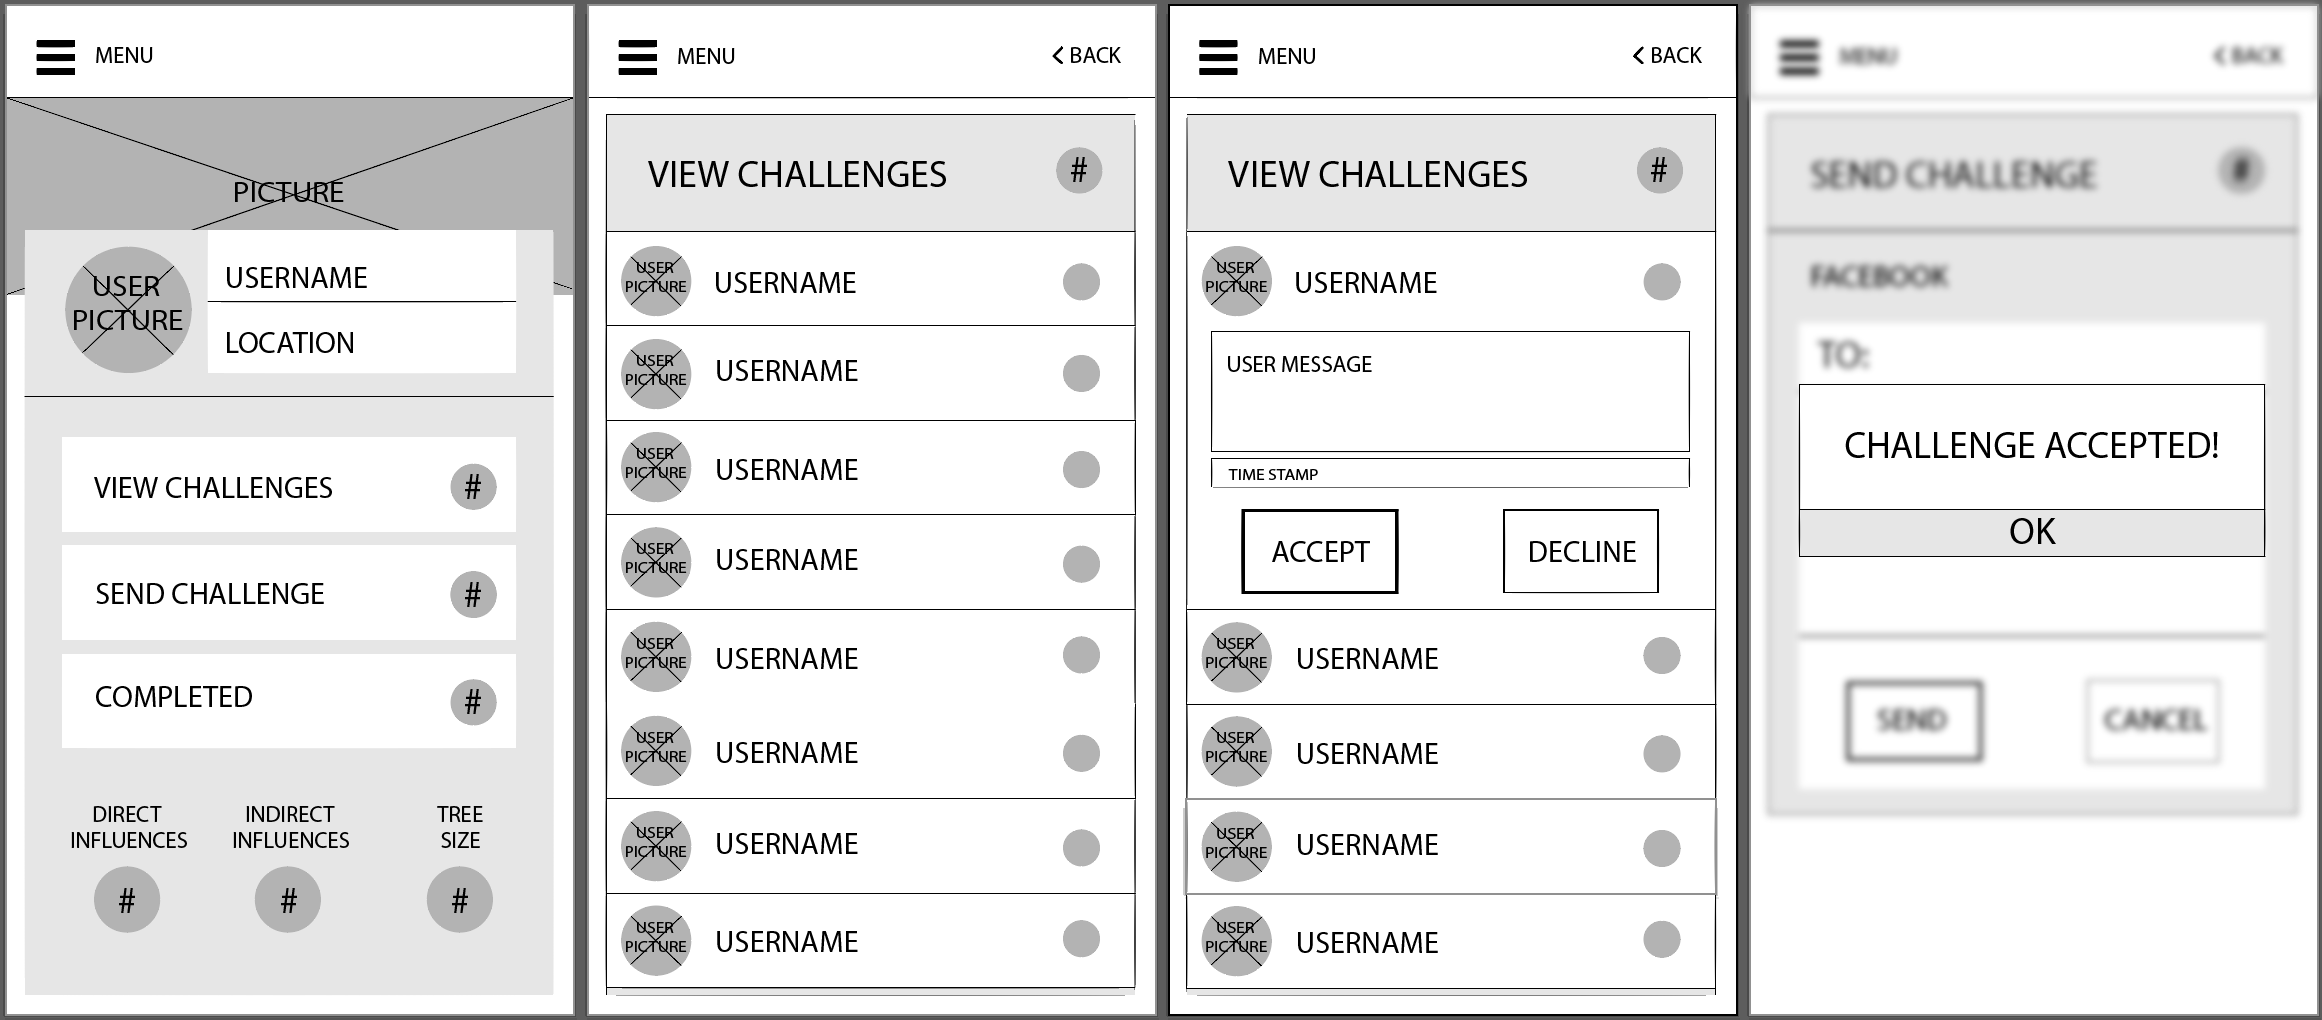 MENU
PICTURE
USER
PICTURE
USERNAME
LOCATION
VIEW CHALLENGES #
SEND CHALLENGE #
COMPLETED #
DIRECT
INFLUENCES
#
INDIRECT
INFLUENCES
#
TREE
SIZE
#
MENU < BACK
VIEW CHALLENGES #
USER
PICTURE
USERNAME
USER
PICTURE
USERNAME
USER
PICTURE
USERNAME
USER
PICTURE
USERNAME
USER
PICTURE
USERNAME
USER
PICTURE
USERNAME
USER
PICTURE
USERNAME
USER
PICTURE
USERNAME
MENU < BACK
VIEW CHALLENGES #
USER
PICTURE
USERNAME
USER MESSAGE
TIME STAMP
ACCEPT DECLINE
USER
PICTURE
USERNAME
USER
PICTURE
USERNAME
USER
PICTURE
USERNAME
USER
PICTURE
USERNAME
MENU < BACK
SEND CHALLENGE #
FACEBOOK
TO:
CHALLENGE ACCEPTED!
OK
SEND CANCEL